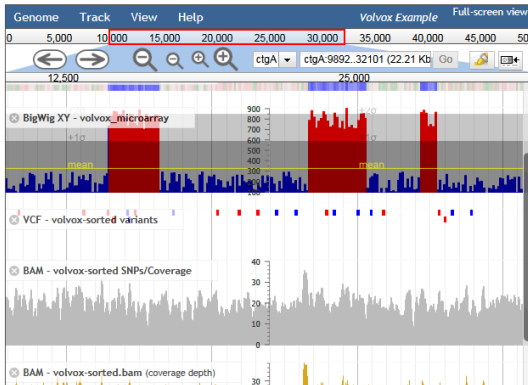 Genome Track View Help Volvox Example Full-screen view
0 5,000 10,000 15,000 20,000 25,000 30,000 35,000 40,000 45,000 50
ctgA ctgA:9892..32101 (22.21 Kb Go
12,500 25,000
BigWig XY - volvox_microarray
900
800
700
600
+1σ
500
400
mean 300 mean
200
100
0
VCF - volvox-sorted variants
BAM - volvox-sorted SNPs/Coverage
40
30
20
10
0
BAM - volvox-sorted.bam (coverage depth)
30